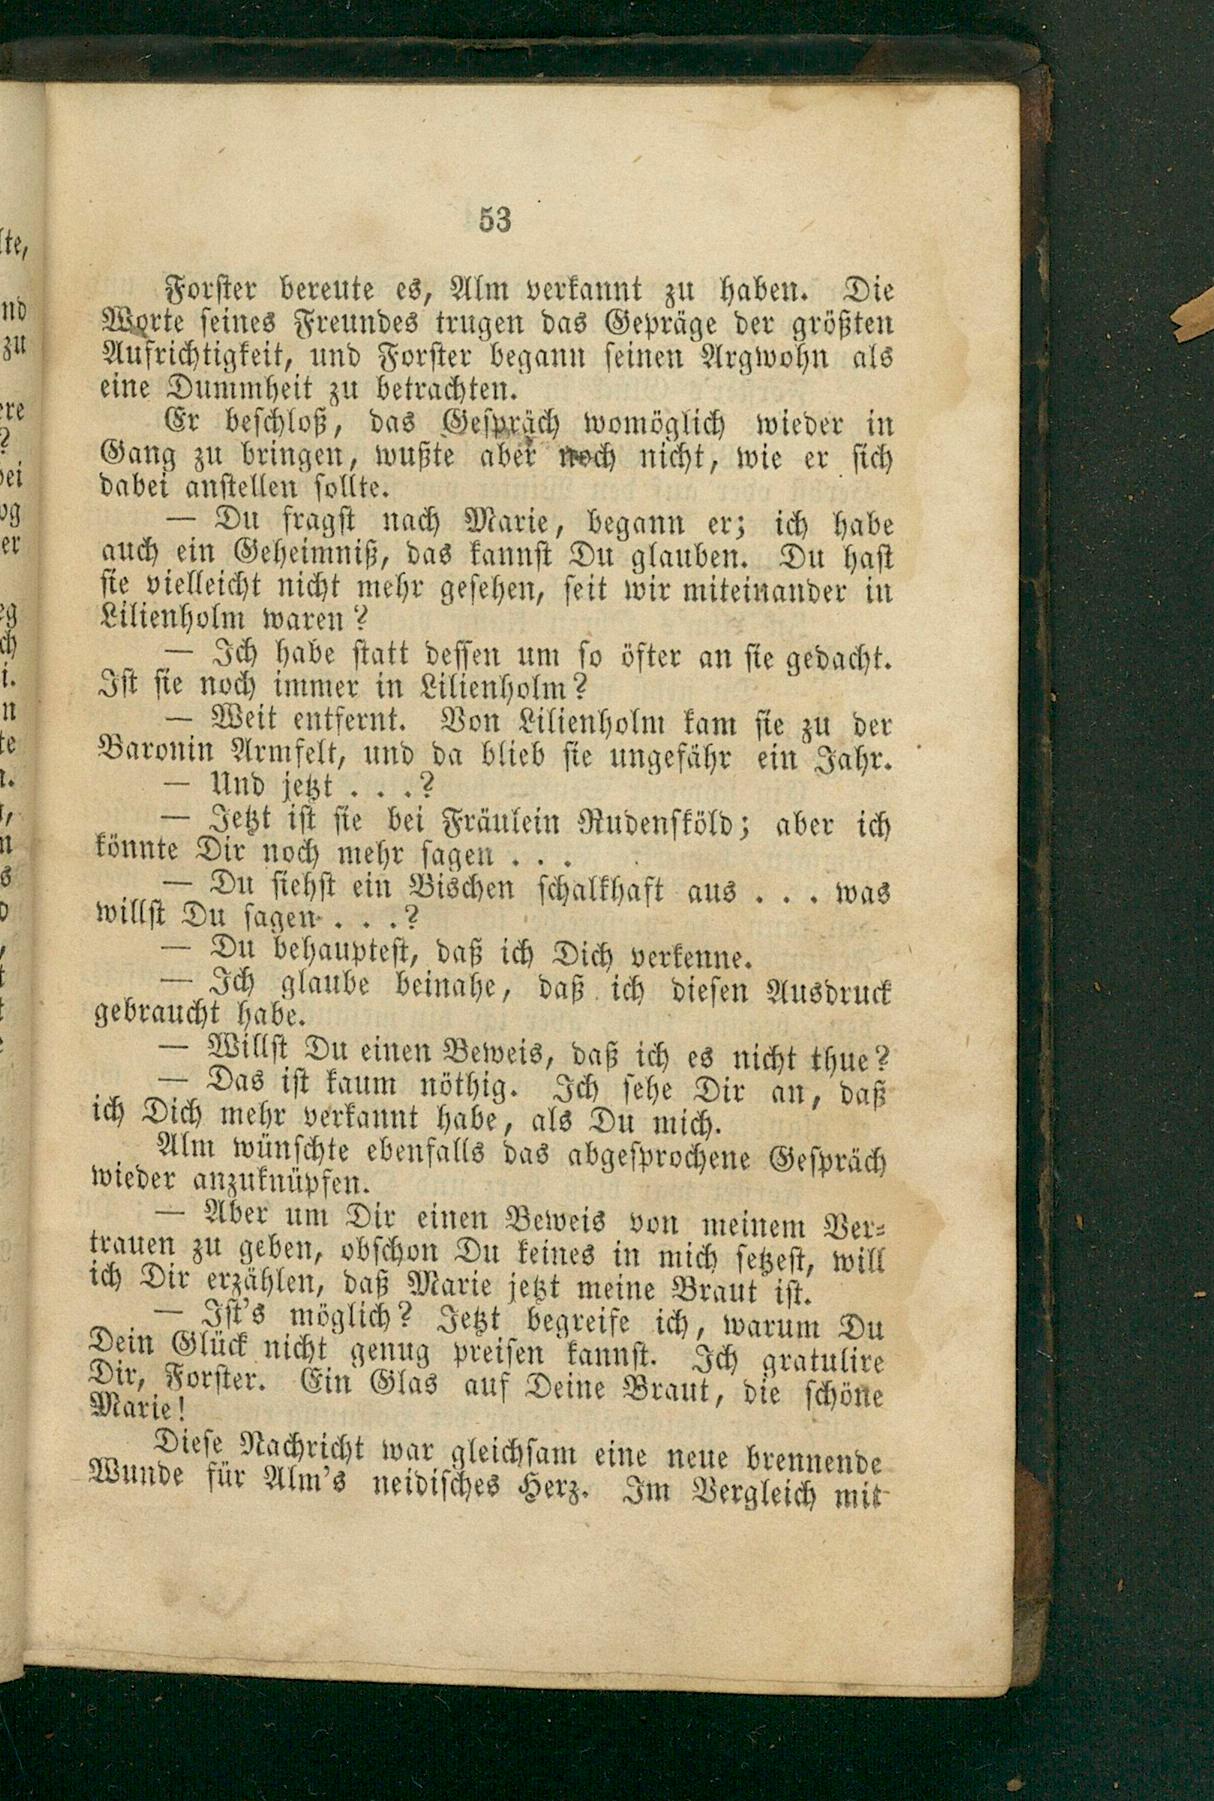 53
Forster bereute es, Alm verkannt zu haben. Die
Worte seines Freundes trugen das Gepräge der größten
Aufrichtigkeit, und Forster begann seinen Argwohn als
eine Dummheit zu betrachten.
Er beschloß, das Gespräch womöglich wieder in
Gang zu bringen, wußte aber noch nicht, wie er sich
dabei anstellen sollte.
— Du fragst nach Marie, begann er; ich habe
auch ein Geheimniß, das kannst Du glauben. Du hast
sie vielleicht nicht mehr gesehen, seit wir miteinander in
Lilienholm waren?
— Ich habe statt dessen um so öfter an sie gedacht.
Ist sie noch immer in Lilienholm?
— Weit entfernt. Von Lilienholm kam sie zu der
Baronin Armfelt, und da blieb sie ungefähr ein Jahr.
— Und jetzt . . .?
— Jetzt ist sie bei Fräulein Rudensköld; aber ich
könnte Dir noch mehr sagen . . .
— Du siehst ein Bischen schalkhaft aus . . . was
willst Du sagen . . .?
— Du behauptest, daß ich Dich verkenne.
— Ich glaube beinahe, daß ich diesen Ausdruck
gebraucht habe.
— Willst Du einen Beweis, daß ich es nicht thue?
— Das ist kaum nöthig. Ich sehe Dir an, daß
ich Dich mehr verkannt habe, als Du mich.
Alm wünschte ebenfalls das abgesprochene Gespräch
wieder anzuknüpfen.
— Aber um Dir einen Beweis von meinem Ver-
trauen zu geben, obschon Du keines in mich setzest, will
ich Dir erzählen, daß Marie jetzt meine Braut ist.
— Ist's möglich? Jetzt begreife ich, warum Du
Dein Glück nicht genug preisen kannst. Ich gratulire
Dir, Forster. Ein Glas auf Deine Braut, die schöne
Marie!
Diese Nachricht war gleichsam eine neue brennende
Wunde für Alm's neidisches Herz. Im Vergleich mit